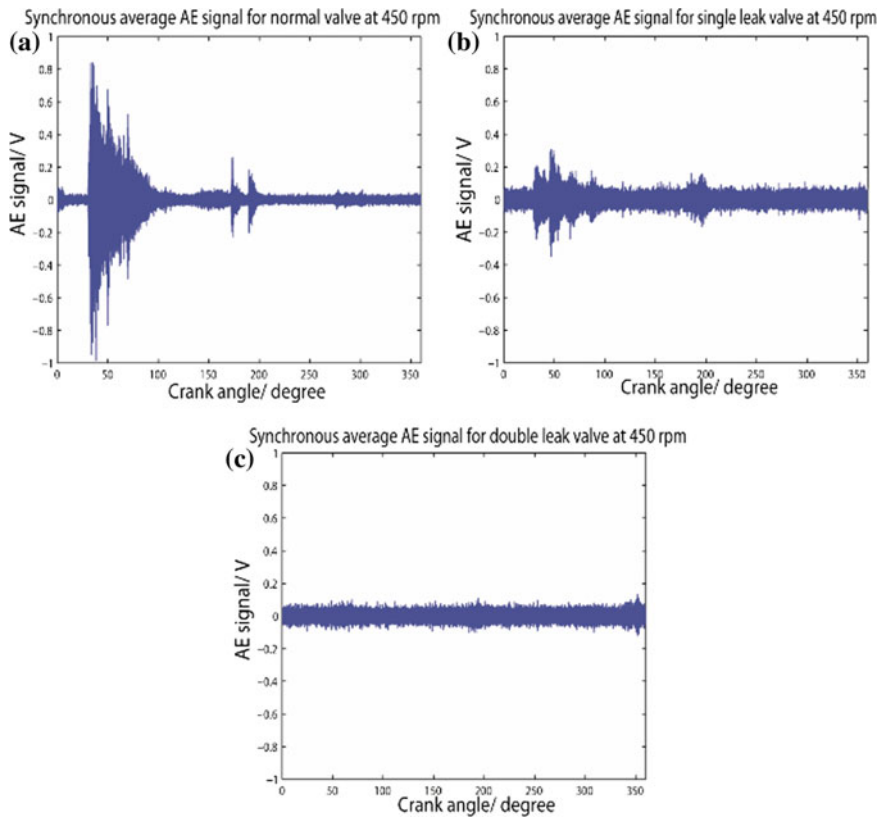 Synchronous average AE signal for normal valve at 450 rpm
(a)
1
0.8
0.6
0.4
0.2
0
−0.2
−0.4
−0.6
−0.8
−1
AE signal/ V
0 50 100 150 200 250 300 350
Crank angle/ degree
Synchronous average AE signal for single leak valve at 450 rpm
(b)
1
0.8
0.6
0.4
0.2
0
−0.2
−0.4
−0.6
−0.8
−1
AE signal/ V
0 50 100 150 200 250 300 350
Crank angle/ degree
Synchronous average AE signal for double leak valve at 450 rpm
(c)
1
0.8
0.6
0.4
0.2
0
−0.2
−0.4
−0.6
−0.8
−1
AE signal/ V
0 50 100 150 200 250 300 350
Crank angle/ degree